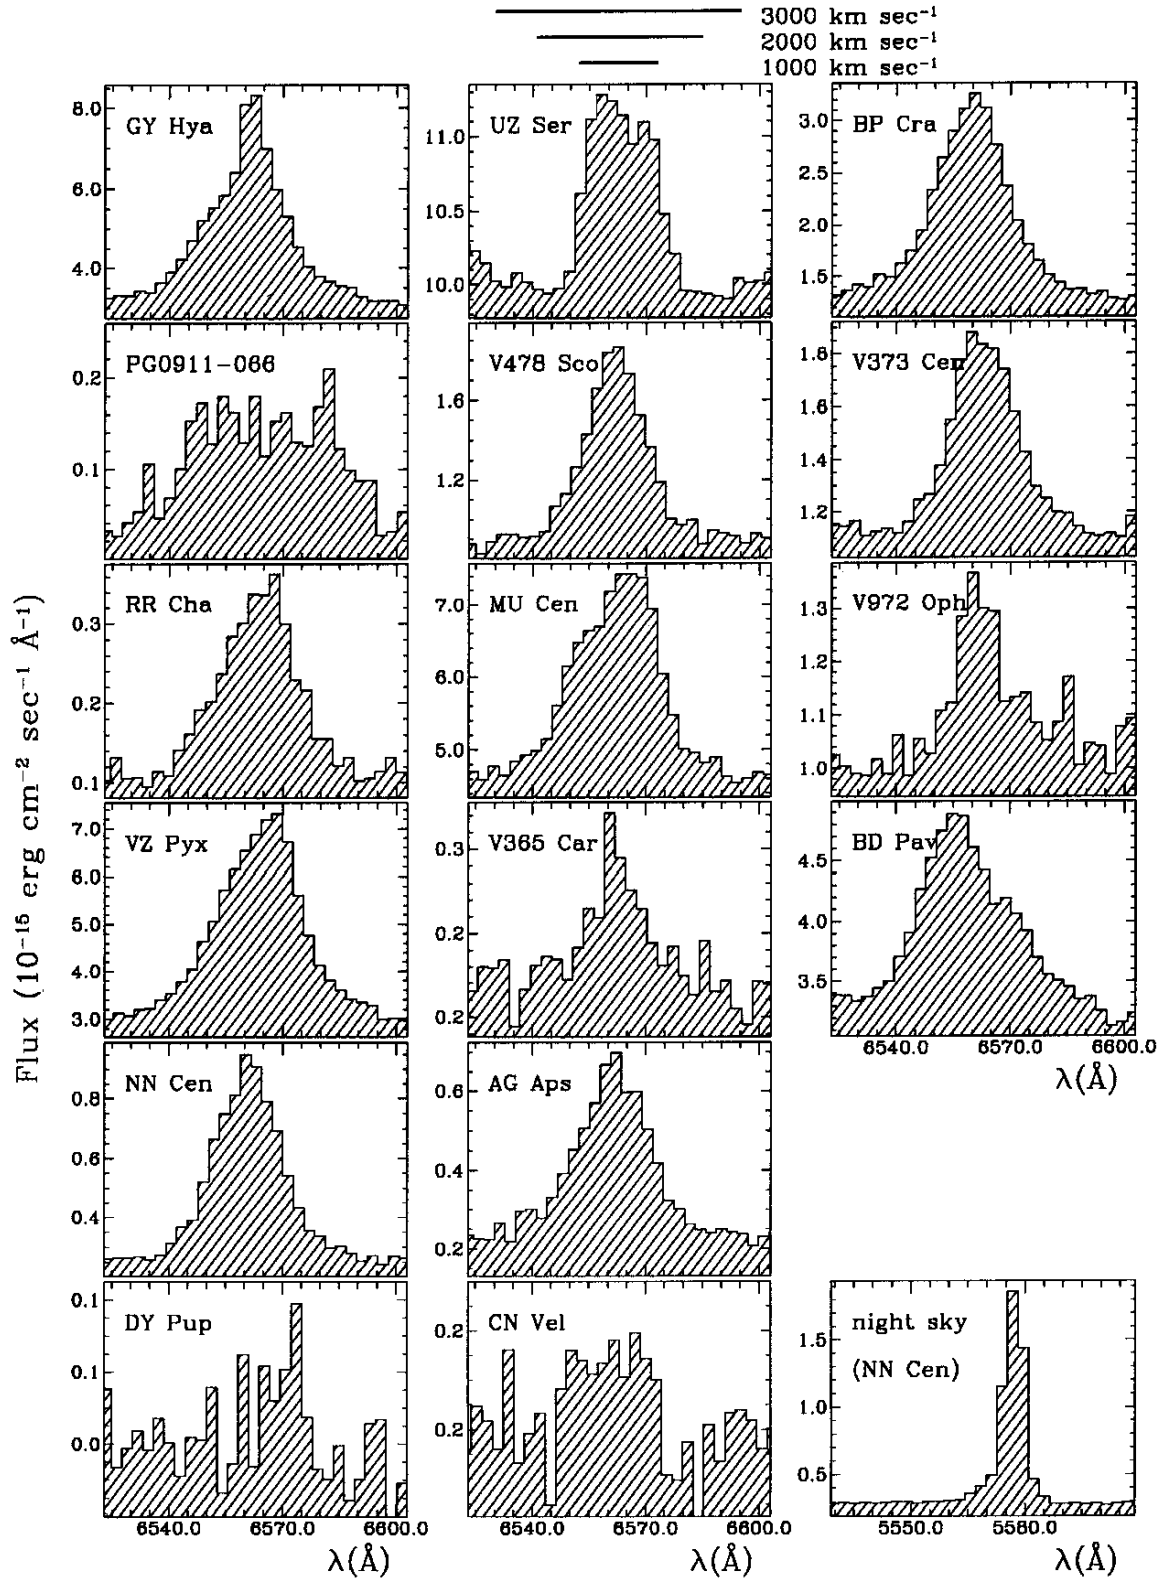 3000 km sec⁻¹
2000 km sec⁻¹
1000 km sec⁻¹
Flux (10⁻¹⁵ erg cm⁻² sec⁻¹ Å⁻¹)
GY Hya
8.0
6.0
4.0
UZ Ser
11.0
10.5
10.0
BP Cra
3.0
2.5
2.0
1.5
PG0911-066
0.2
0.1
V478 Sco
1.6
1.2
V373 Cen
1.8
1.6
1.4
1.2
RR Cha
0.3
0.2
0.1
MU Cen
7.0
6.0
5.0
V972 Oph
1.3
1.2
1.1
1.0
VZ Pyx
7.0
6.0
5.0
4.0
3.0
V365 Car
0.3
0.2
0.2
BD Pav
4.5
4.0
3.5
6540.0 6570.0 6600.0
λ(Å)
NN Cen
0.8
0.6
0.4
AG Aps
0.6
0.4
0.3
0.2
DY Pup
0.1
0.1
0.0
6540.0 6570.0 6600.0
λ(Å)
CN Vel
0.2
0.2
6540.0 6570.0 6600.0
λ(Å)
night sky
(NN Cen)
1.5
1.0
0.5
5550.0 5580.0
λ(Å)